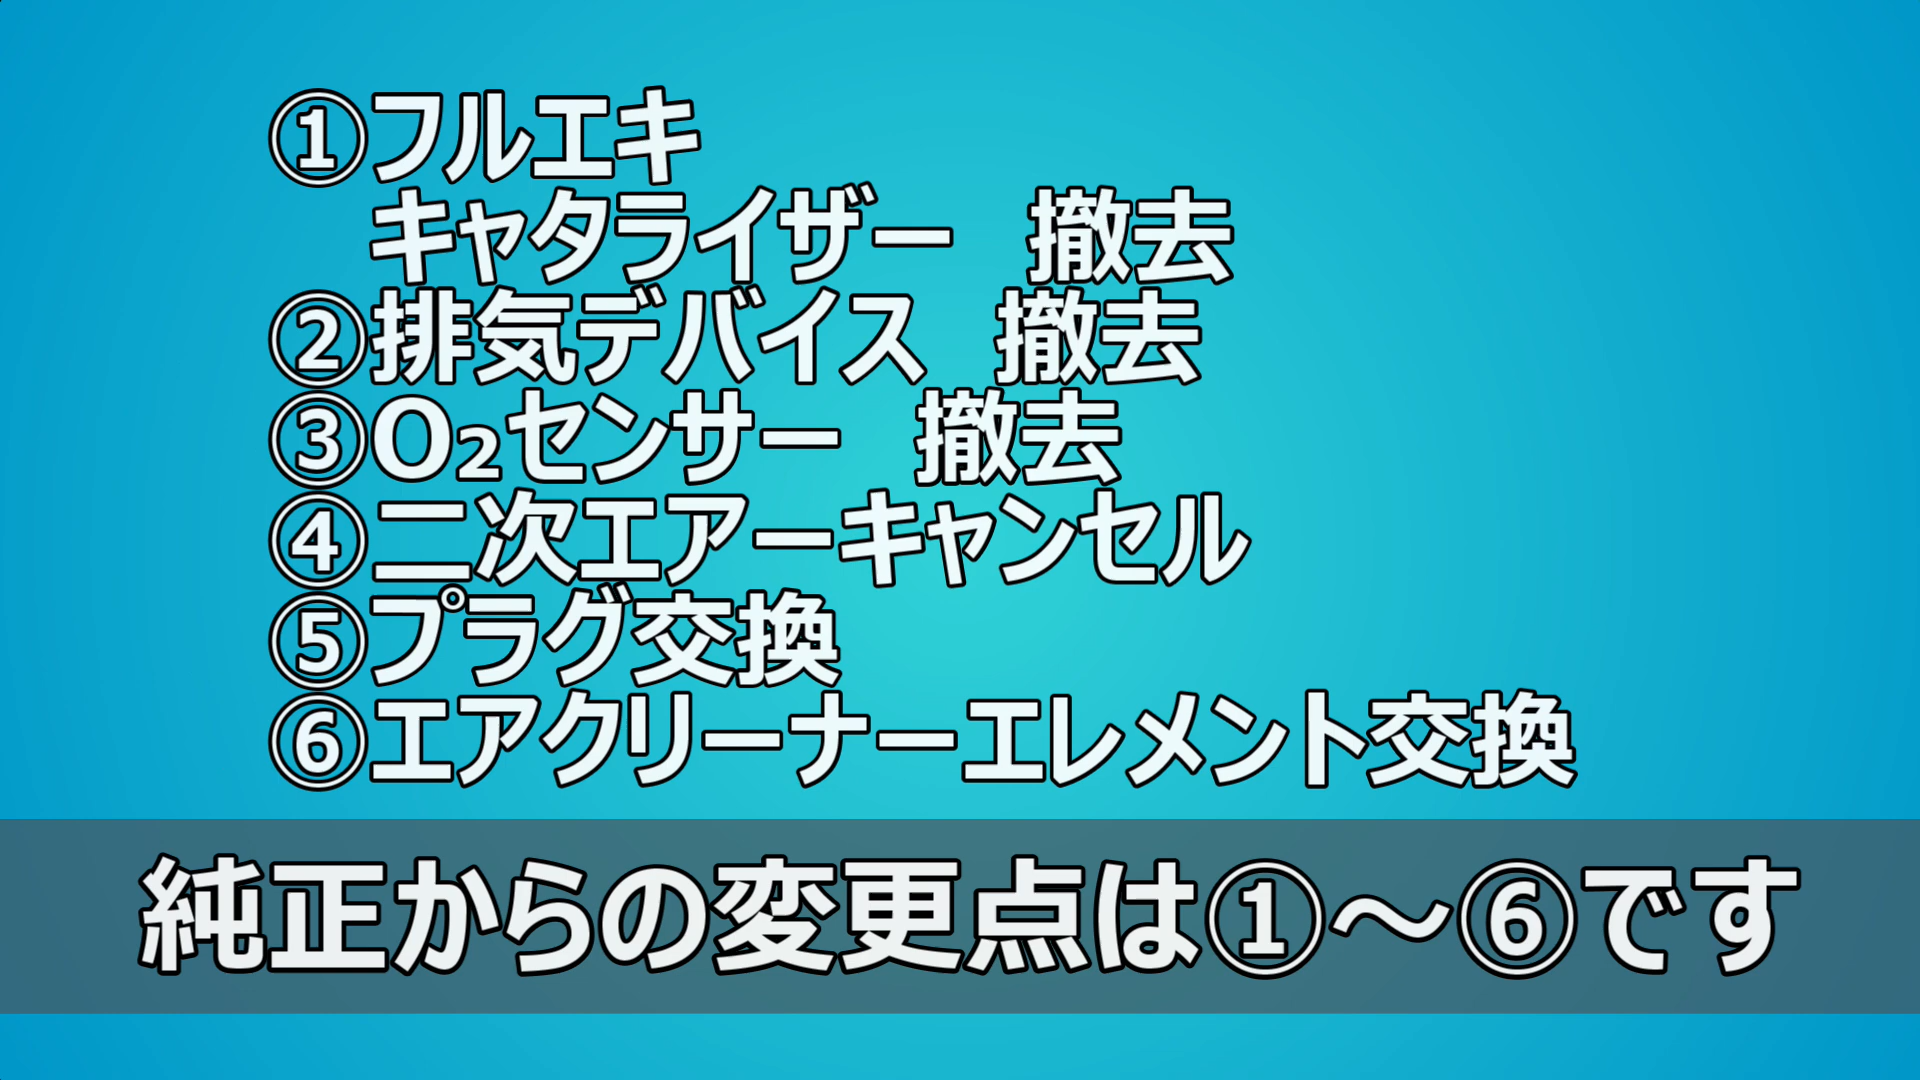 ①フルエキ
キャタライザー　撤去
②排気デバイス　撤去
③O₂センサー　撤去
④二次エアーキャンセル
⑤プラグ交換
⑥エアクリーナーエレメント交換
純正からの変更点は①～⑥です